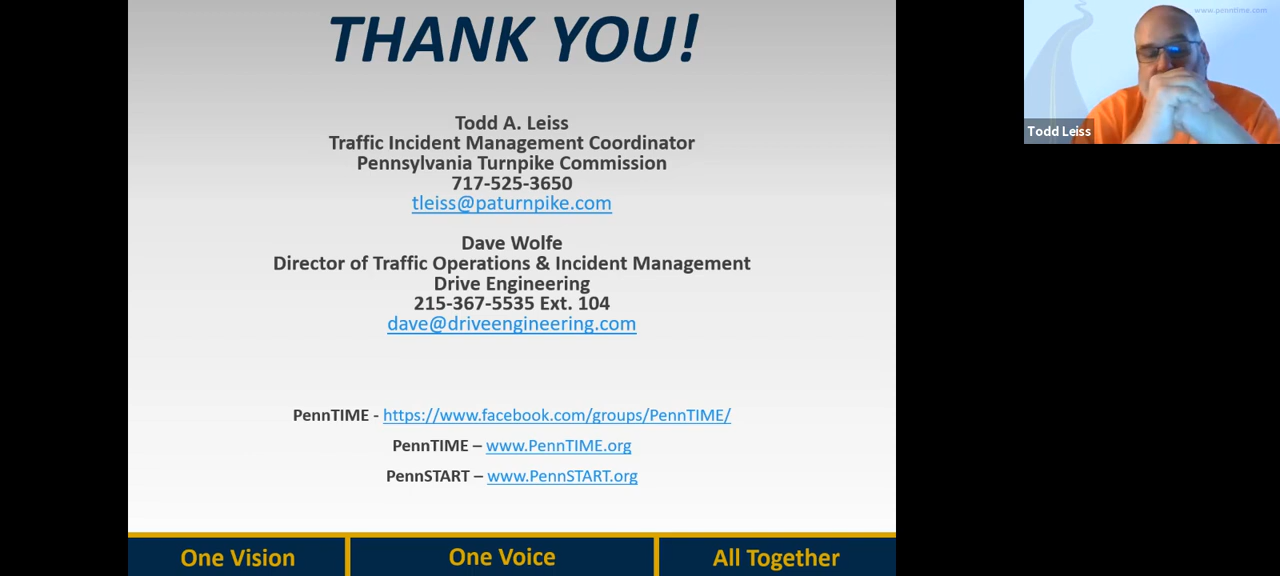 THANK YOU!
Todd A. Leiss
Traffic Incident Management Coordinator
Pennsylvania Turnpike Commission
717-525-3650
tleiss@paturnpike.com
Dave Wolfe
Director of Traffic Operations & Incident Management
Drive Engineering
215-367-5535 Ext. 104
dave@driveengineering.com
PennTIME - https://www.facebook.com/groups/PennTIME/
PennTIME – www.PennTIME.org
PennSTART – www.PennSTART.org
One Vision
One Voice
All Together
www.penntime.com
Todd Leiss